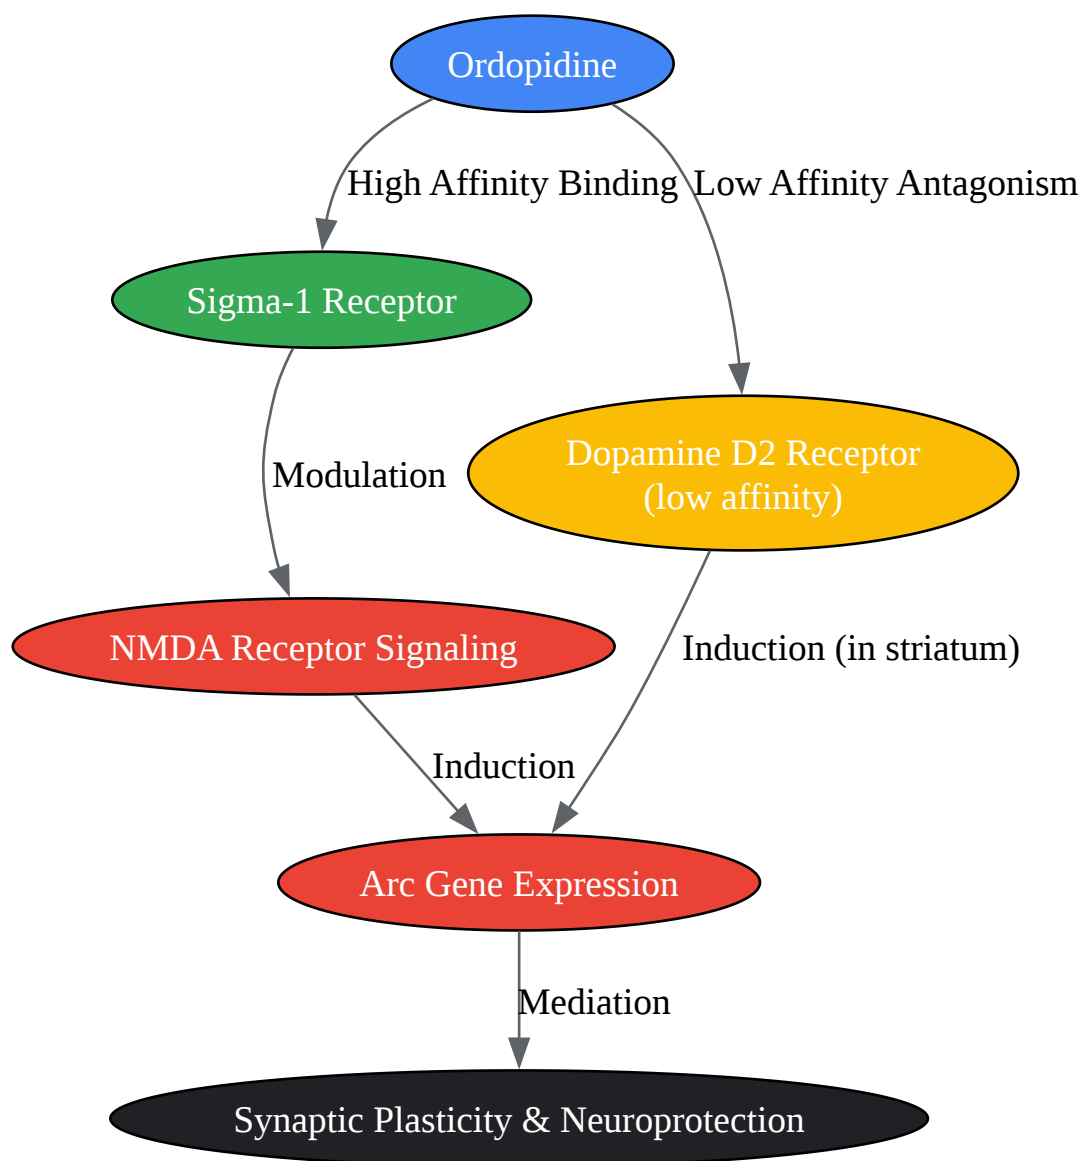 Ordopidine
High Affinity Binding
Low Affinity Antagonism
Sigma-1 Receptor
Dopamine D2 Receptor
(low affinity)
Modulation
NMDA Receptor Signaling
Induction (in striatum)
Induction
Arc Gene Expression
Mediation
Synaptic Plasticity & Neuroprotection